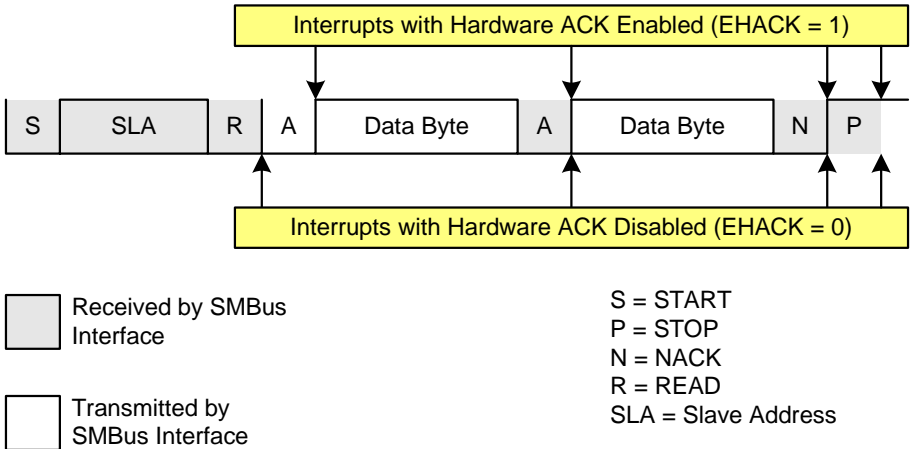 Interrupts with Hardware ACK Enabled (EHACK = 1)
S SLA R A Data Byte A Data Byte N P
Interrupts with Hardware ACK Disabled (EHACK = 0)
Received by SMBus
Interface
Transmitted by
SMBus Interface
S = START
P = STOP
N = NACK
R = READ
SLA = Slave Address